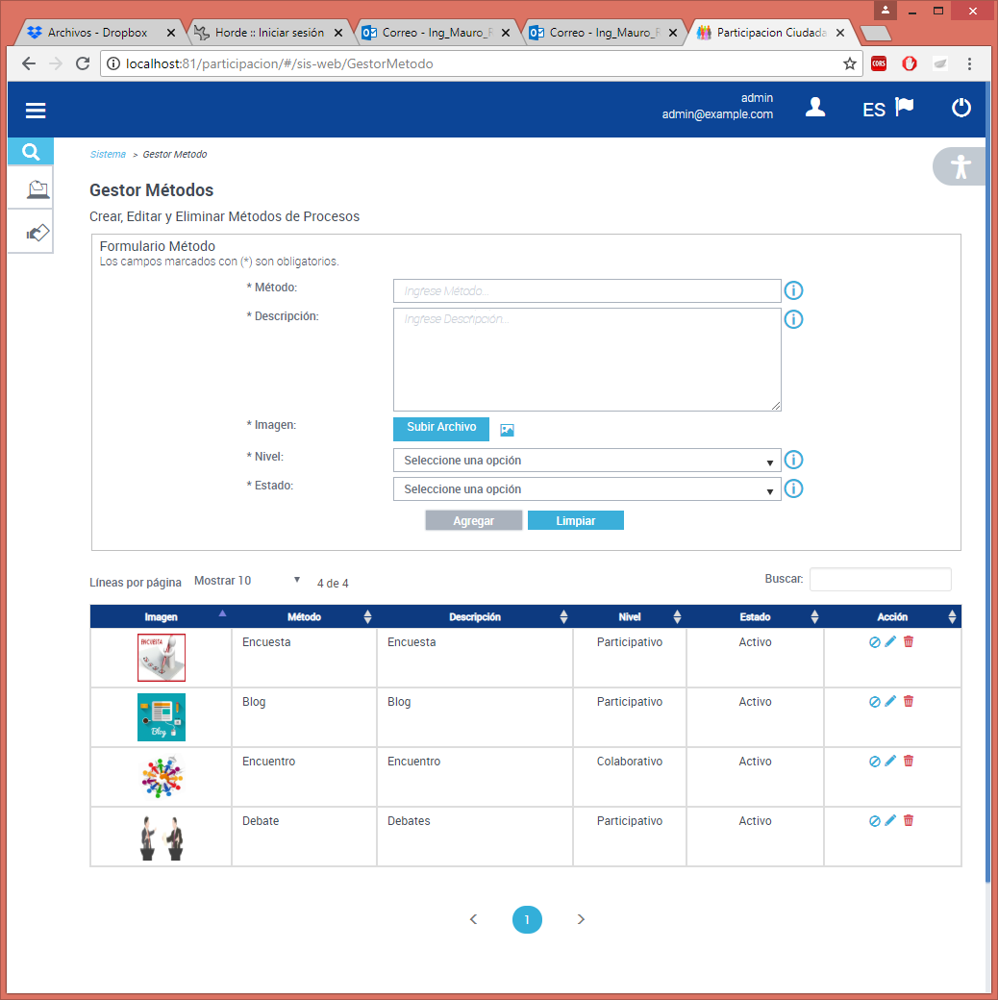 Archivos - Dropbox
Horde :: Iniciar sesión
Correo - Ing_Mauro_
Correo - Ing_Mauro_
Participacion Ciudada
localhost:81/participacion/#/sis-web/GestorMetodo
CORS
admin
admin@example.com
ES
Sistema > Gestor Metodo
Gestor Métodos
Crear, Editar y Eliminar Métodos de Procesos
Formulario Método
Los campos marcados con (*) son obligatorios.
* Método:
Ingrese Método...
* Descripción:
Ingrese Descripción...
* Imagen:
Subir Archivo
* Nivel:
Seleccione una opción
* Estado:
Seleccione una opción
Agregar
Limpiar
Líneas por página
Mostrar 10
4 de 4
Buscar:
Imagen Método Descripción Nivel Estado Acción
ENCUESTA
Encuesta Encuesta Participativo Activo
Blog
Blog Blog Participativo Activo
Encuentro Encuentro Colaborativo Activo
Debate Debates Participativo Activo
< 1 >